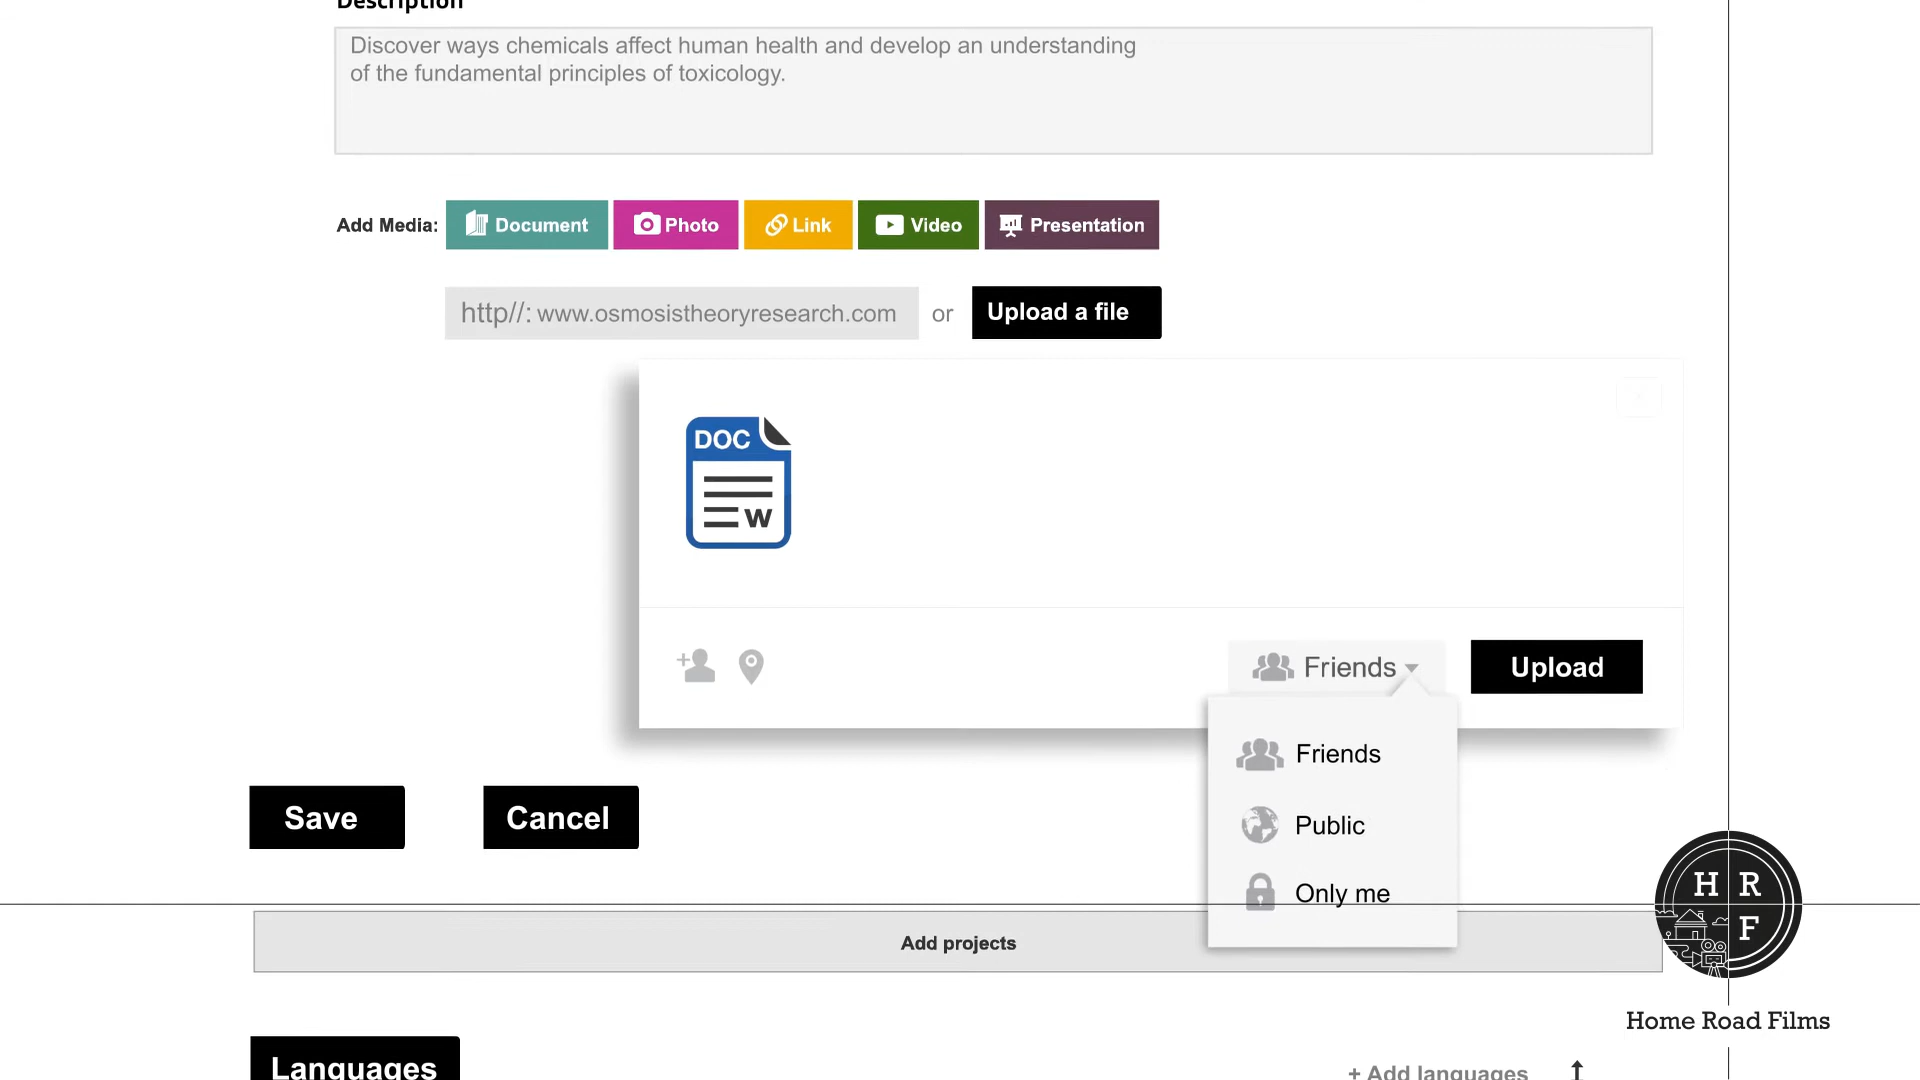 Description
Discover ways chemicals affect human health and develop an understanding
of the fundamental principles of toxicology.
Add Media: Document Photo Link Video Presentation
http//: www.osmosistheoryresearch.com or Upload a file
DOC
W
Friends Upload
Friends
Public
Only me
Save Cancel
H R
F
Add projects
Home Road Films
Languages + Add languages